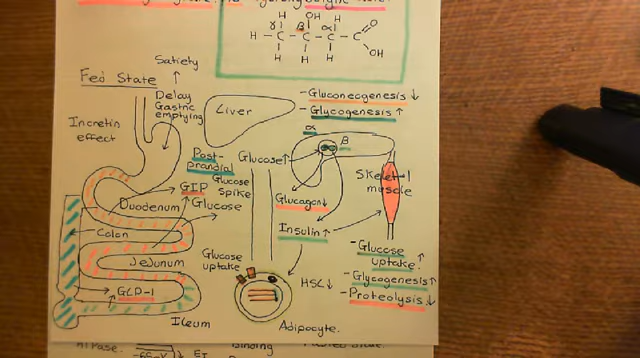 γ
H
OH
H
β
α
H - C - C - C - C
O
OH
H
H
H
Fed State
Satiety
↑
Delay
Gastric
emptying
Incretin
effect
Liver
- Gluconeogenesis ↓
- Glycogenesis ↑
α
β
Post-
prandial
Glucose ↑
GIP
Glucose
Spike
Glucose
Duodenum
Skeletal
muscle
Glucagon ↓
Insulin ↑
Colon
Jejunum
Glucose
uptake
GLP-1
Ileum
HSL ↓
Adipocyte.
- Glucose
uptake ↑
- Glycogenesis ↑
- Proteolysis ↓